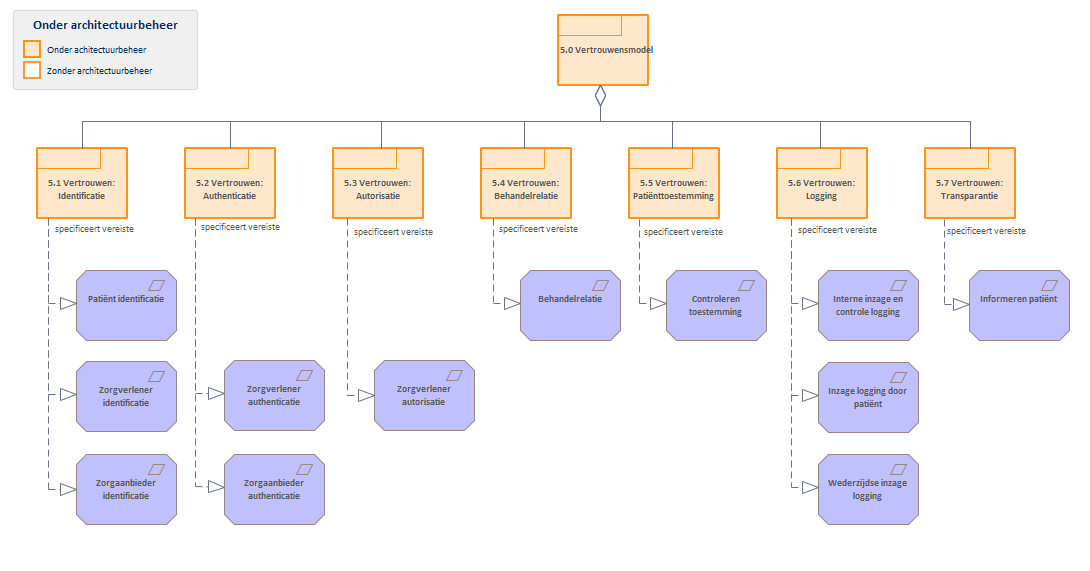 Onder architectuurbeheer
Onder achitectuurbeheer
Zonder architectuurbeheer
5.0 Vertrouwensmodel
5.1 Vertrouwen:
Identificatie
5.2 Vertrouwen:
Authenticatie
5.3 Vertrouwen:
Autorisatie
5.4 Vertrouwen:
Behandelrelatie
5.5 Vertrouwen:
Patiënttoestemming
5.6 Vertrouwen:
Logging
5.7 Vertrouwen:
Transparantie
specificeert vereiste
specificeert vereiste
specificeert vereiste
specificeert vereiste
specificeert vereiste
specificeert vereiste
specificeert vereiste
Patiënt identificatie
Behandelrelatie
Controleren
toestemming
Interne inzage en
controle logging
Informeren patiënt
Zorgverlener
identificatie
Zorgverlener
authenticatie
Zorgverlener
autorisatie
Inzage logging door
patiënt
Zorgaanbieder
identificatie
Zorgaanbieder
authenticatie
Wederzijdse inzage
logging